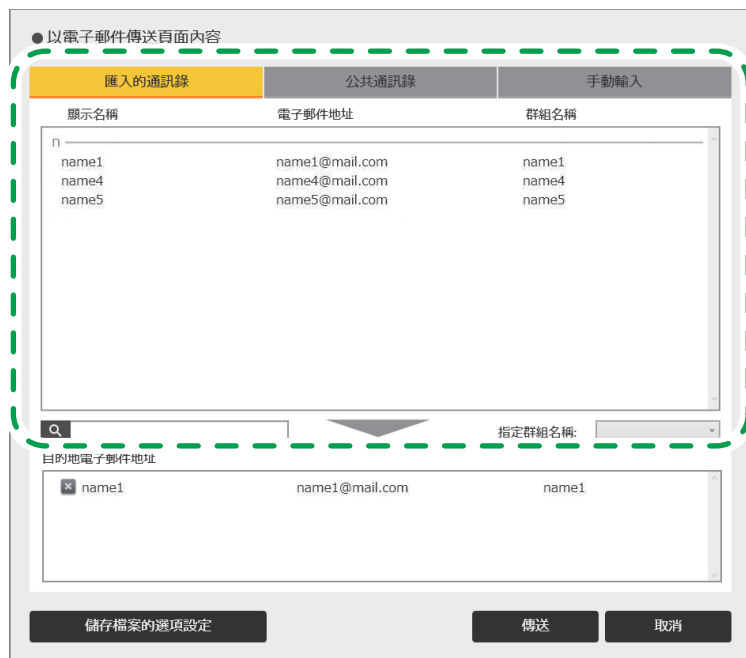 ●以電子郵件傳送頁面內容
匯入的通訊錄 公共通訊錄 手動輸入
顯示名稱 電子郵件地址 群組名稱
n
name1 name1@mail.com name1
name4 name4@mail.com name4
name5 name5@mail.com name5
指定群組名稱:
目的地電子郵件地址
name1 name1@mail.com name1
儲存檔案的選項設定 傳送 取消